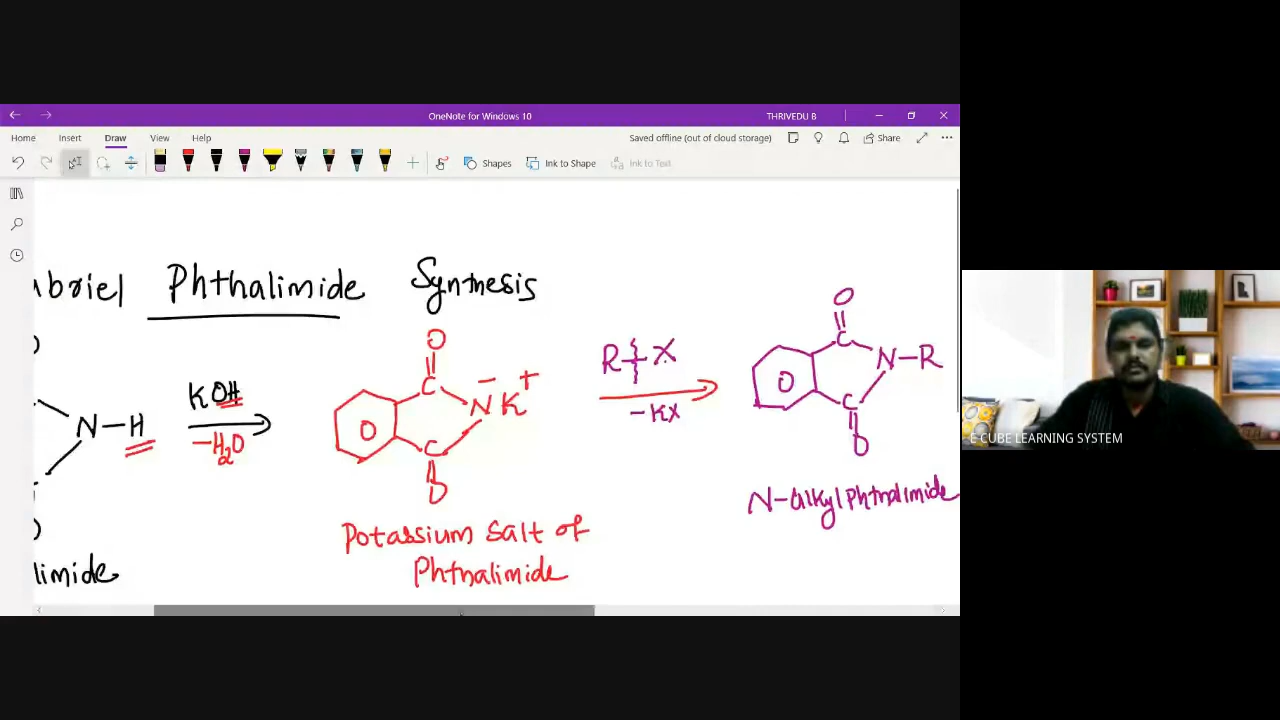 OneNote for Windows 10
THRIVEDU B
Home Insert Draw View Help
Saved offline (out of cloud storage)
Share
Shapes
Ink to Shape
Ink to Text
abriel Phthalimide Synthesis
O
N-H
KOH
-H2O
O
C
N- K+
C
O
O
R X
-KX
O
C
N-R
C
O
O
N-alkylphthalimide
Potassium Salt of
Phthalimide
limide
E CUBE LEARNING SYSTEM